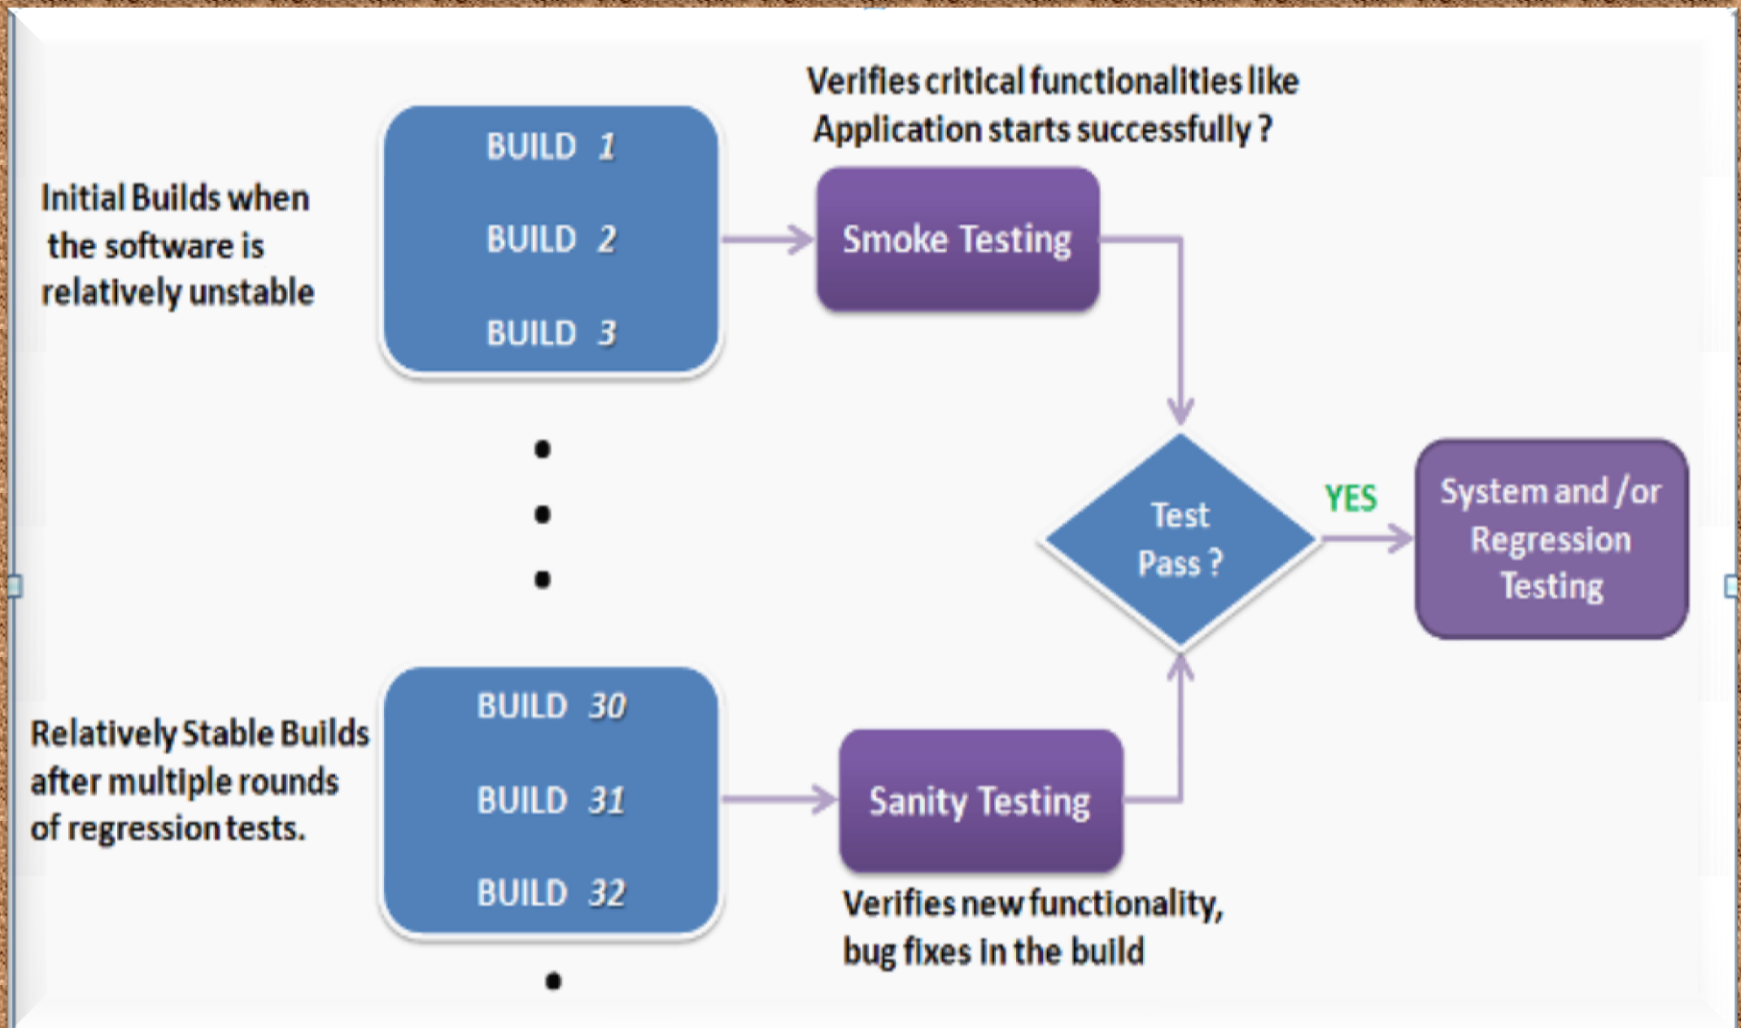 Verifies critical functionalities like
Application starts successfully ?
BUILD 1
BUILD 2
BUILD 3
Initial Builds when
the software is
relatively unstable
Smoke Testing
Test
Pass ?
YES
System and /or
Regression
Testing
Relatively Stable Builds
after multiple rounds
of regression tests.
BUILD 30
BUILD 31
BUILD 32
Sanity Testing
Verifies new functionality,
bug fixes in the build